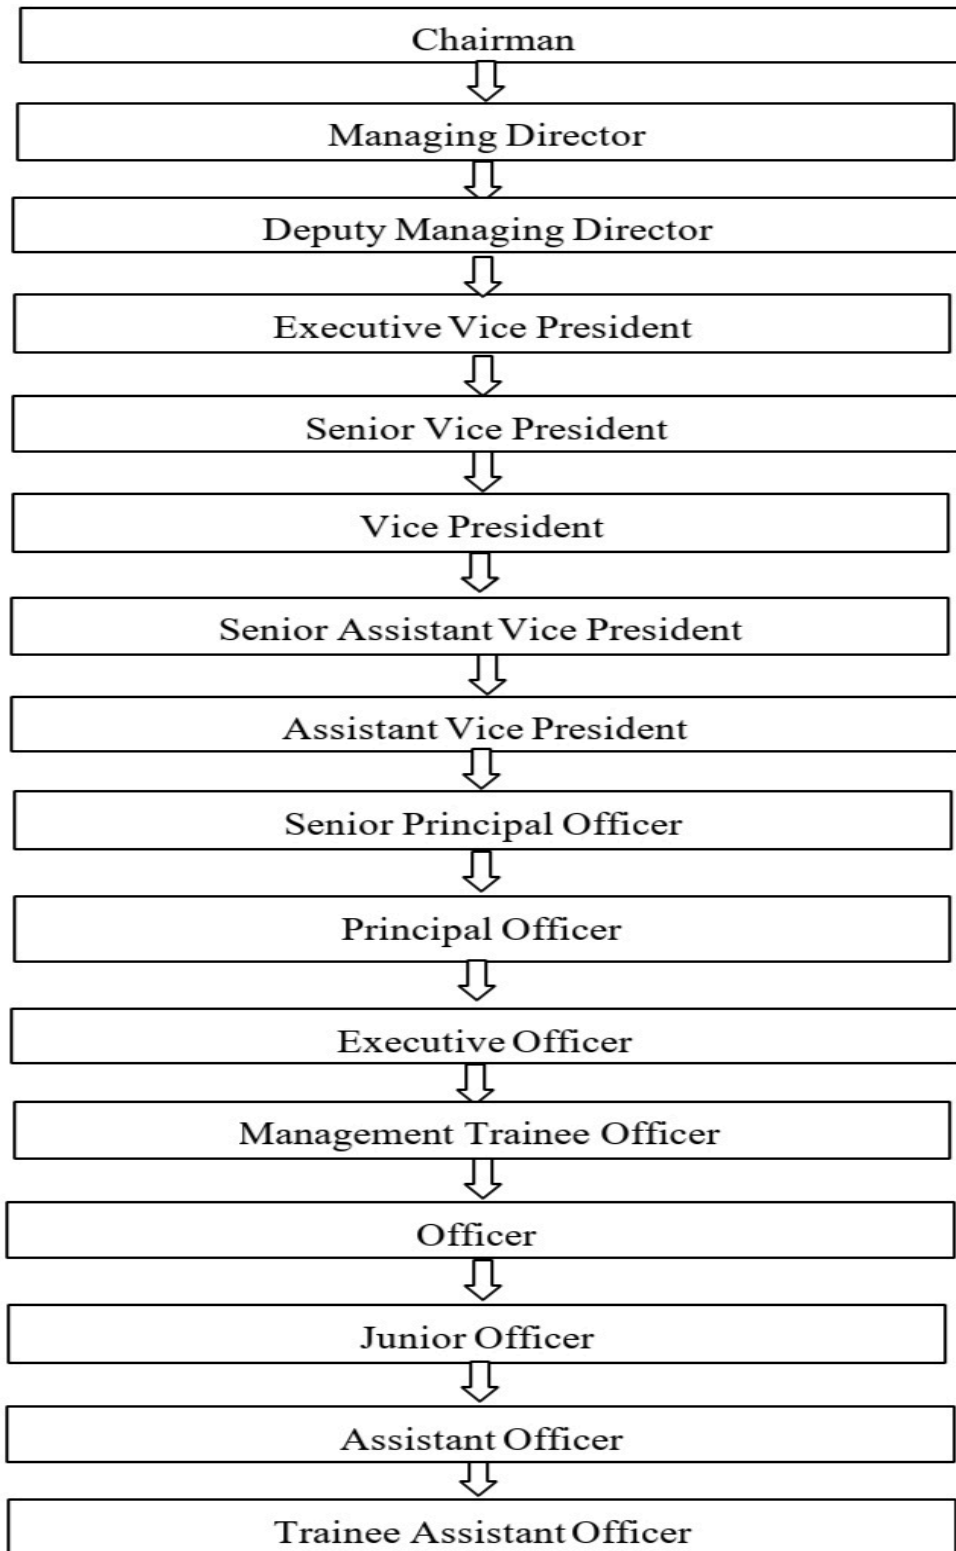 Chairman
Managing Director
Deputy Managing Director
Executive Vice President
Senior Vice President
Vice President
Senior Assistant Vice President
Assistant Vice President
Senior Principal Officer
Principal Officer
Executive Officer
Management Trainee Officer
Officer
Junior Officer
Assistant Officer
Trainee Assistant Officer